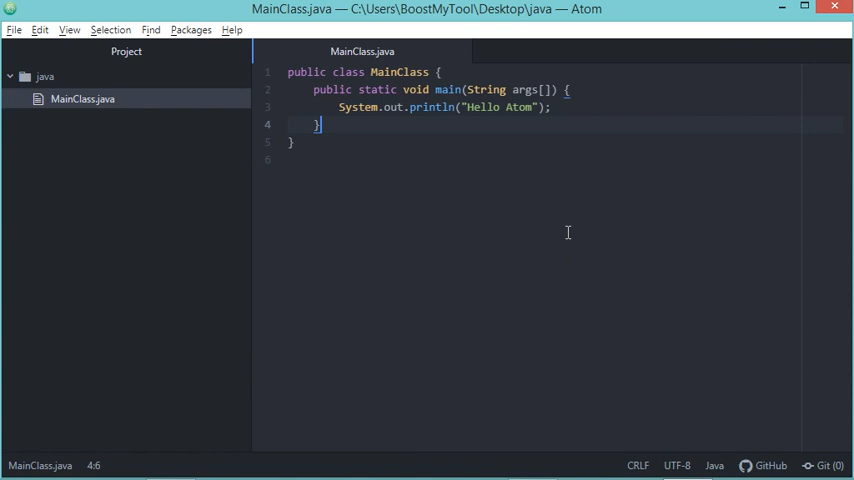 MainClass.java — C:\Users\BoostMyTool\Desktop\java — Atom
File Edit View Selection Find Packages Help
Project
MainClass.java
java
MainClass.java
1 public class MainClass {
2 public static void main(String args[]) {
3 System.out.println("Hello Atom");
4 }
5 }
6
MainClass.java 4:6 CRLF UTF-8 Java GitHub Git (0)